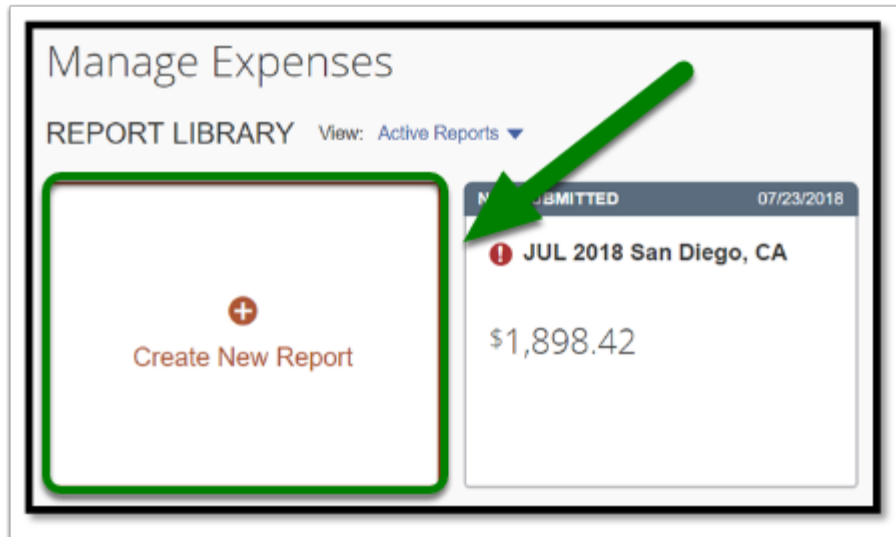 Manage Expenses
REPORT LIBRARY View: Active Reports
SUBMITTED 07/23/2018
JUL 2018 San Diego, CA
Create New Report
$1,898.42